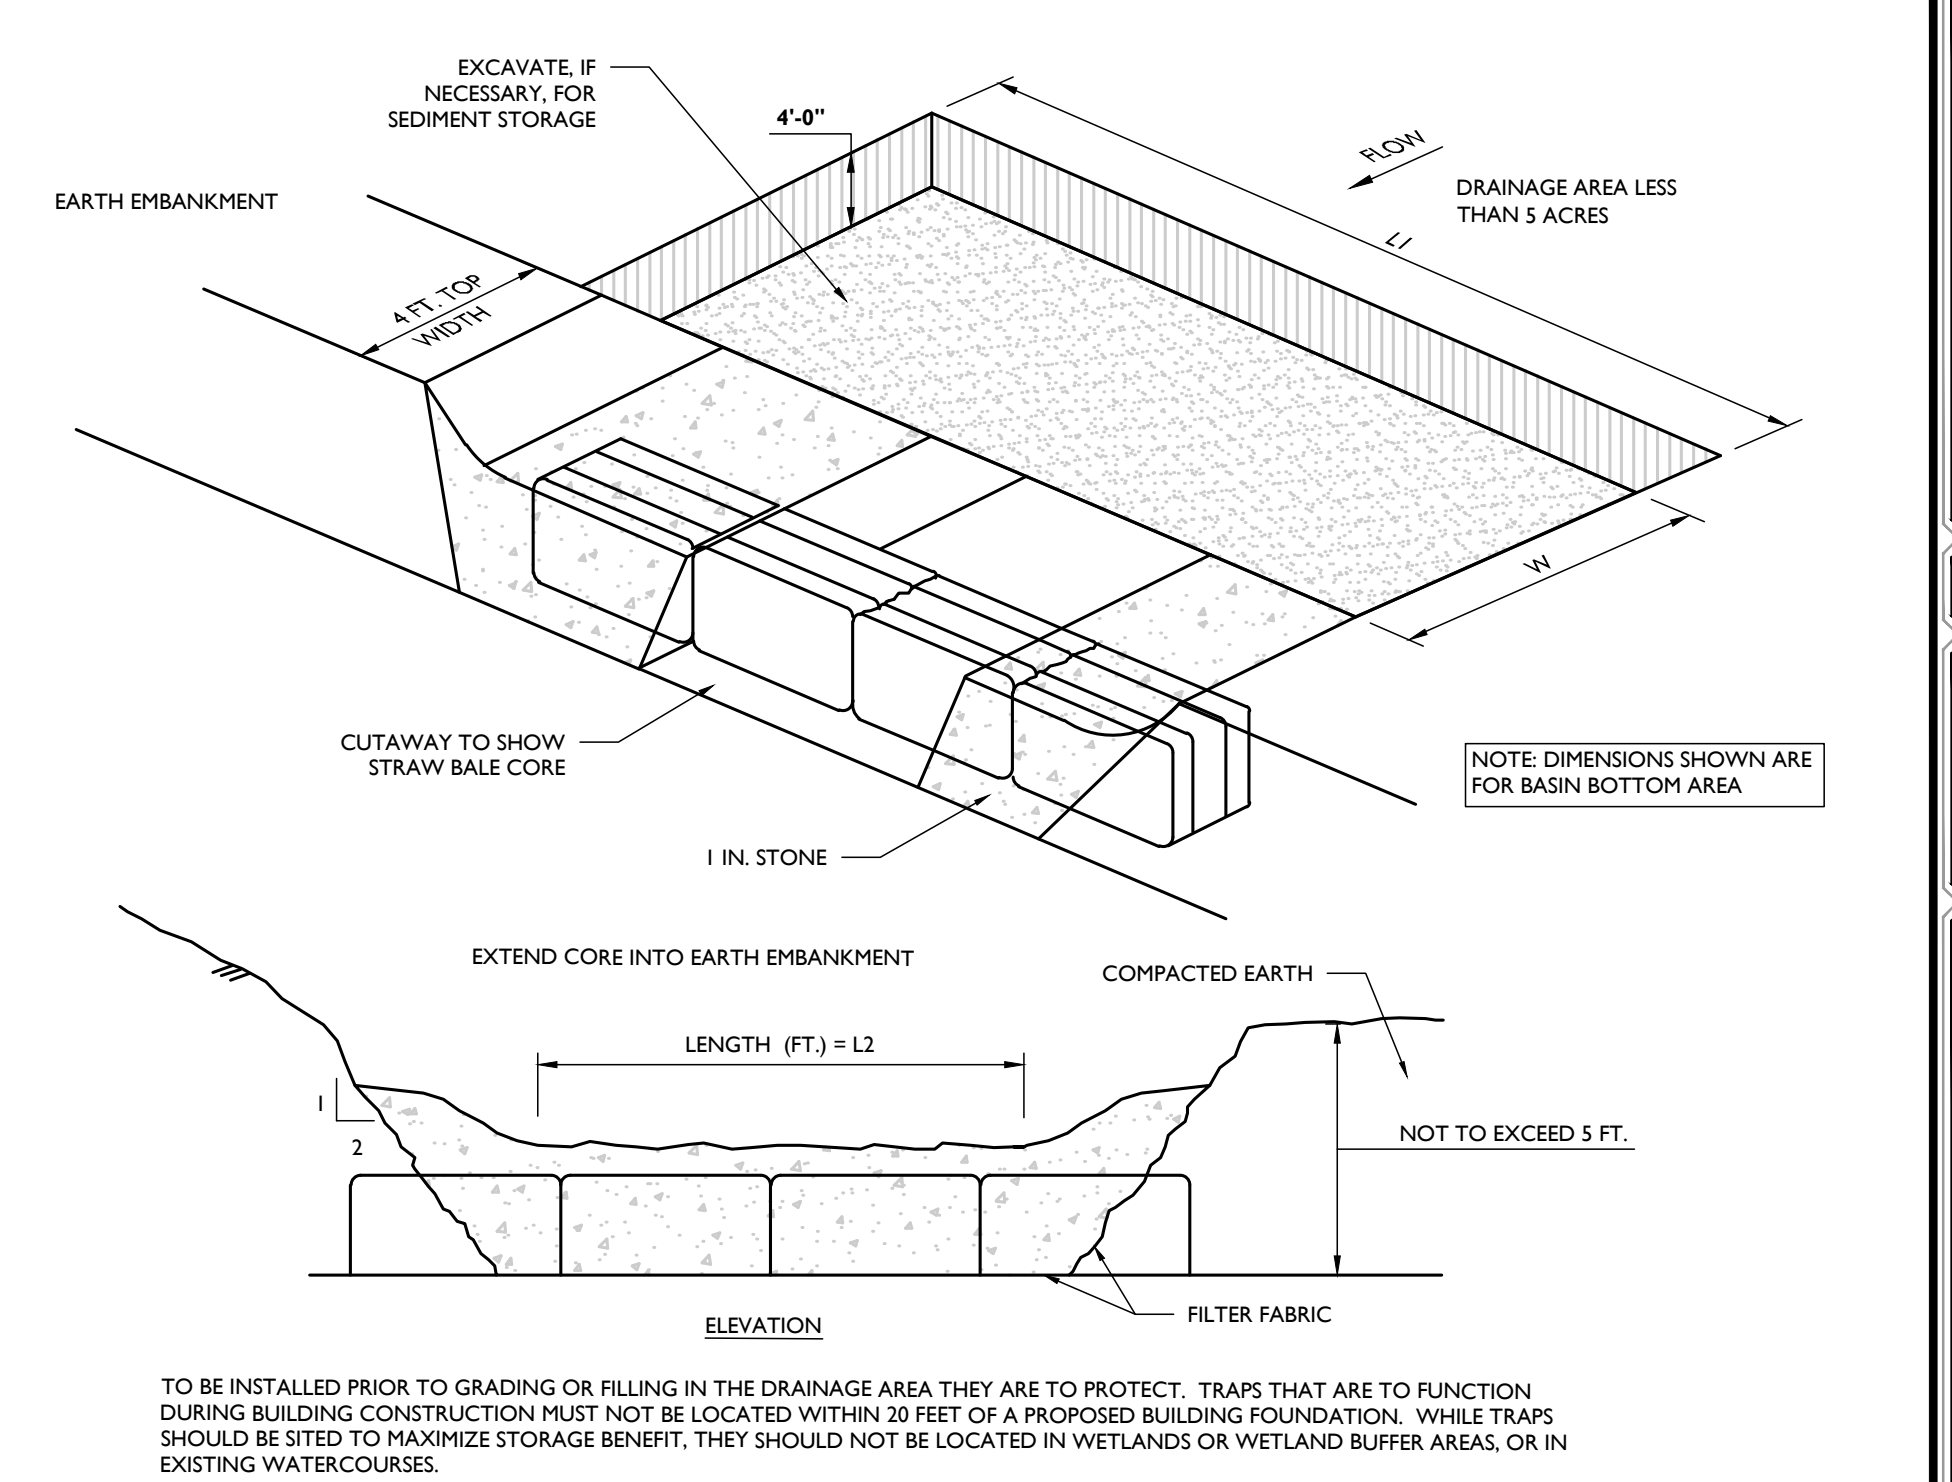 EXCAVATE, IF
NECESSARY, FOR
SEDIMENT STORAGE
4'-0"
FLOW
DRAINAGE AREA LESS
THAN 5 ACRES
EARTH EMBANKMENT
L1
4 FT. TOP
WIDTH
W
CUTAWAY TO SHOW
STRAW BALE CORE
NOTE: DIMENSIONS SHOWN ARE
FOR BASIN BOTTOM AREA
1 IN. STONE
EXTEND CORE INTO EARTH EMBANKMENT
COMPACTED EARTH
LENGTH (FT.) = L2
1
2
NOT TO EXCEED 5 FT.
FILTER FABRIC
ELEVATION
TO BE INSTALLED PRIOR TO GRADING OR FILLING IN THE DRAINAGE AREA THEY ARE TO PROTECT. TRAPS THAT ARE TO FUNCTION
DURING BUILDING CONSTRUCTION MUST NOT BE LOCATED WITHIN 20 FEET OF A PROPOSED BUILDING FOUNDATION. WHILE TRAPS
SHOULD BE SITED TO MAXIMIZE STORAGE BENEFIT, THEY SHOULD NOT BE LOCATED IN WETLANDS OR WETLAND BUFFER AREAS, OR IN
EXISTING WATERCOURSES.